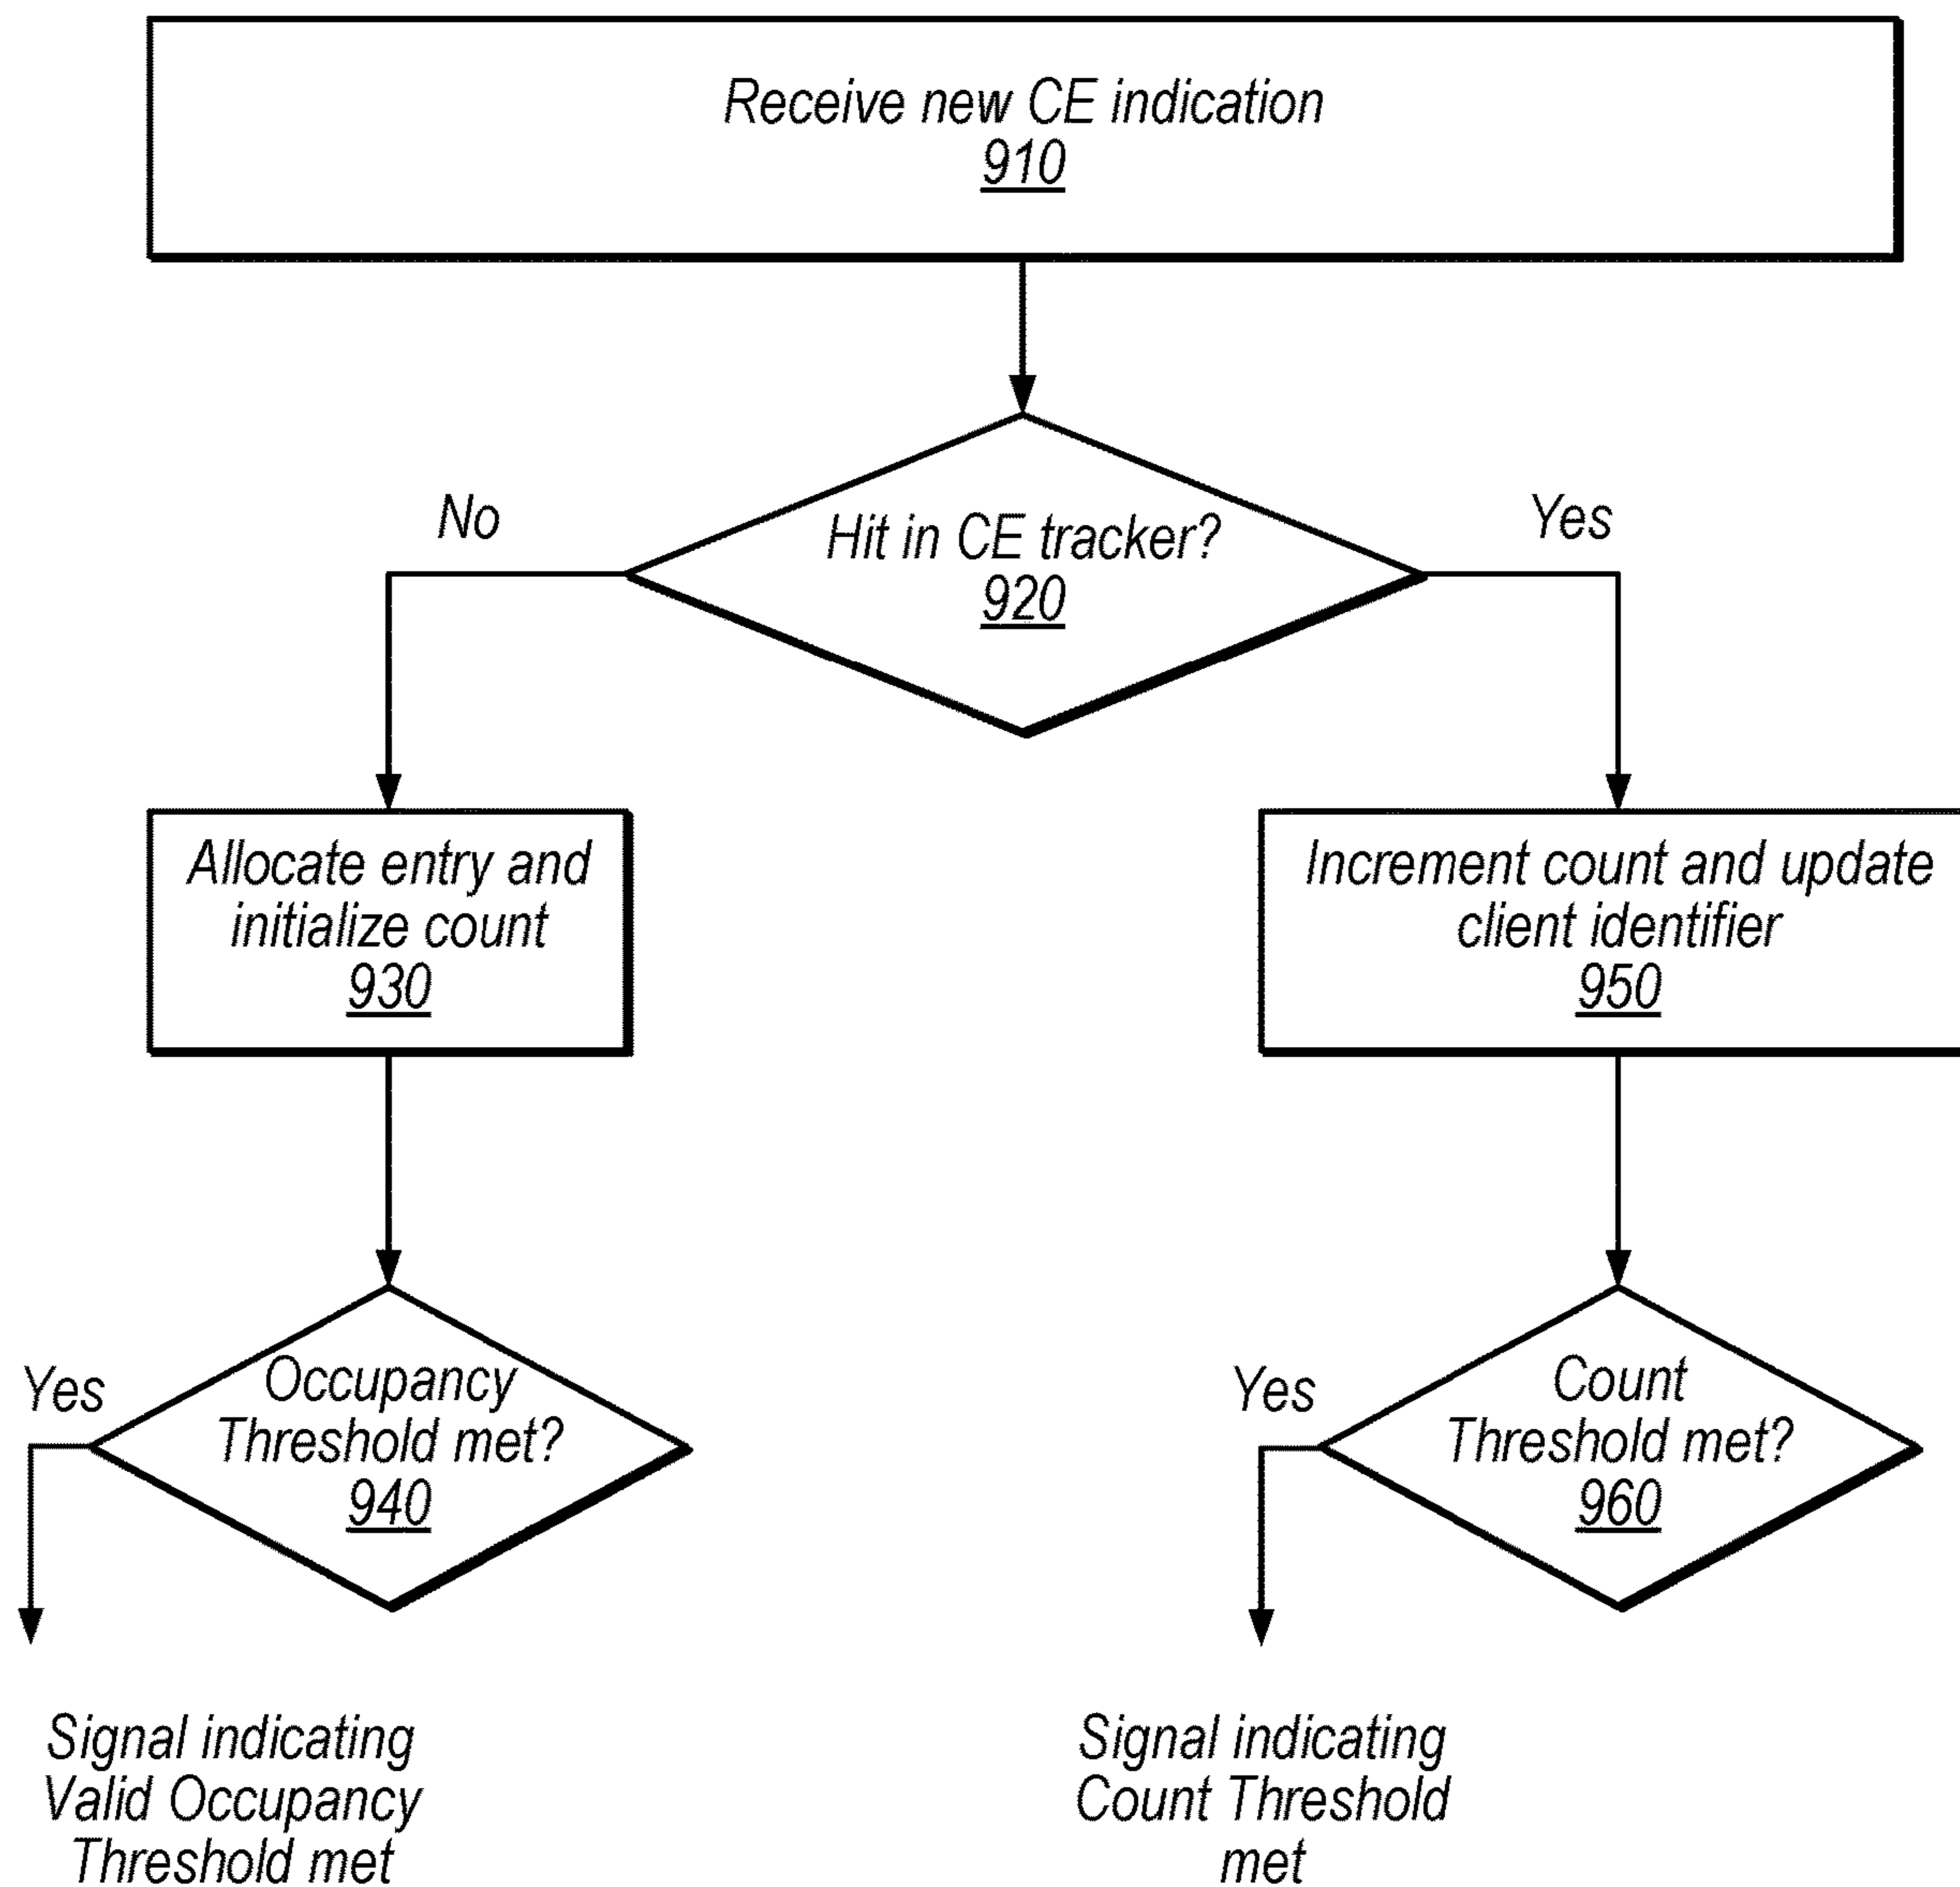 Receive new CE indication
910
Hit in CE tracker?
920
No
Yes
Allocate entry and
initialize count
930
Increment count and update
client identifier
950
Occupancy
Threshold met?
940
Yes
Count
Threshold met?
960
Yes
Signal indicating
Valid Occupancy
Threshold met
Signal indicating
Count Threshold
met